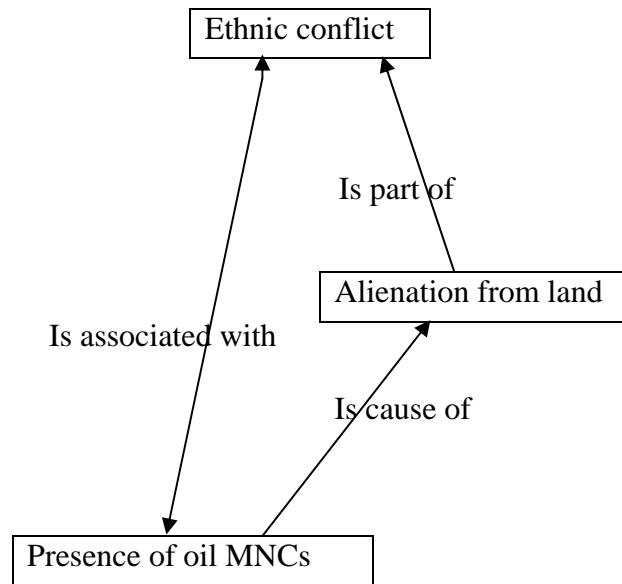 Ethnic conflict
Is part of
Alienation from land
Is associated with
Is cause of
Presence of oil MNCs